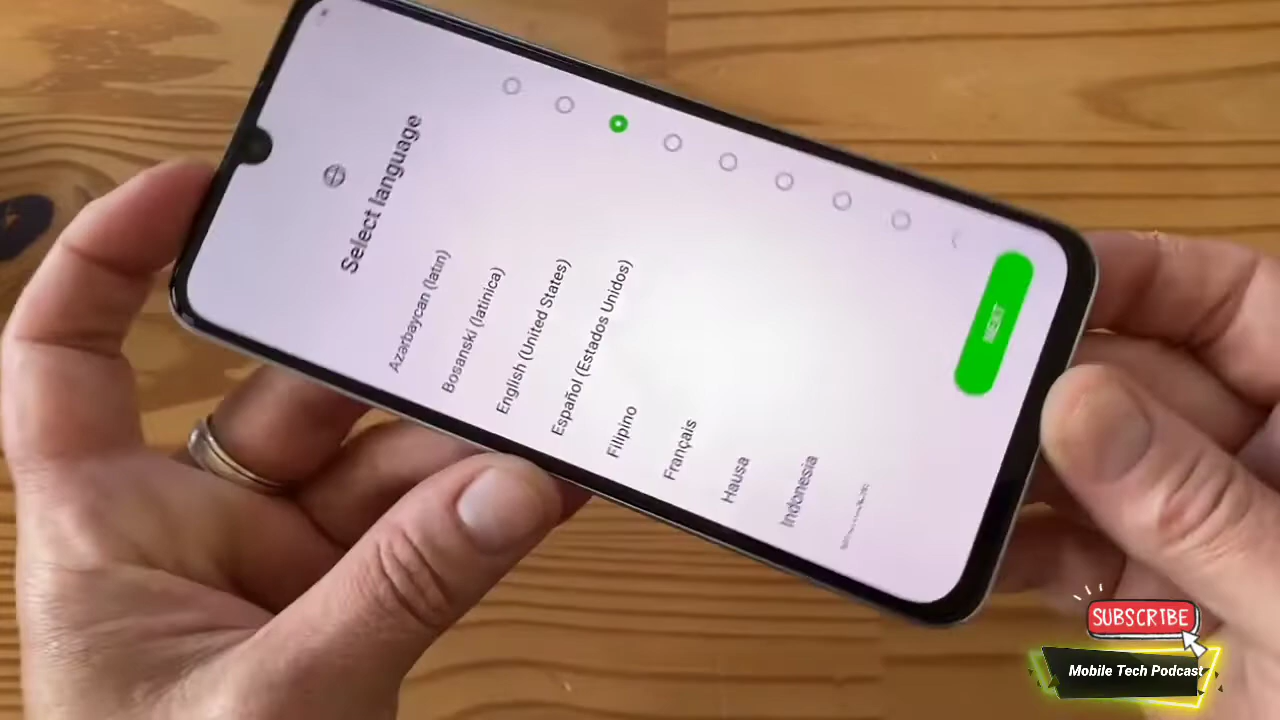 Select language
Azərbaycan (latın)
Bosanski (latinica)
English (United States)
Español (Estados Unidos)
Filipino
Français
Hausa
Indonesia
NEXT
SUBSCRIBE
Mobile Tech Podcast